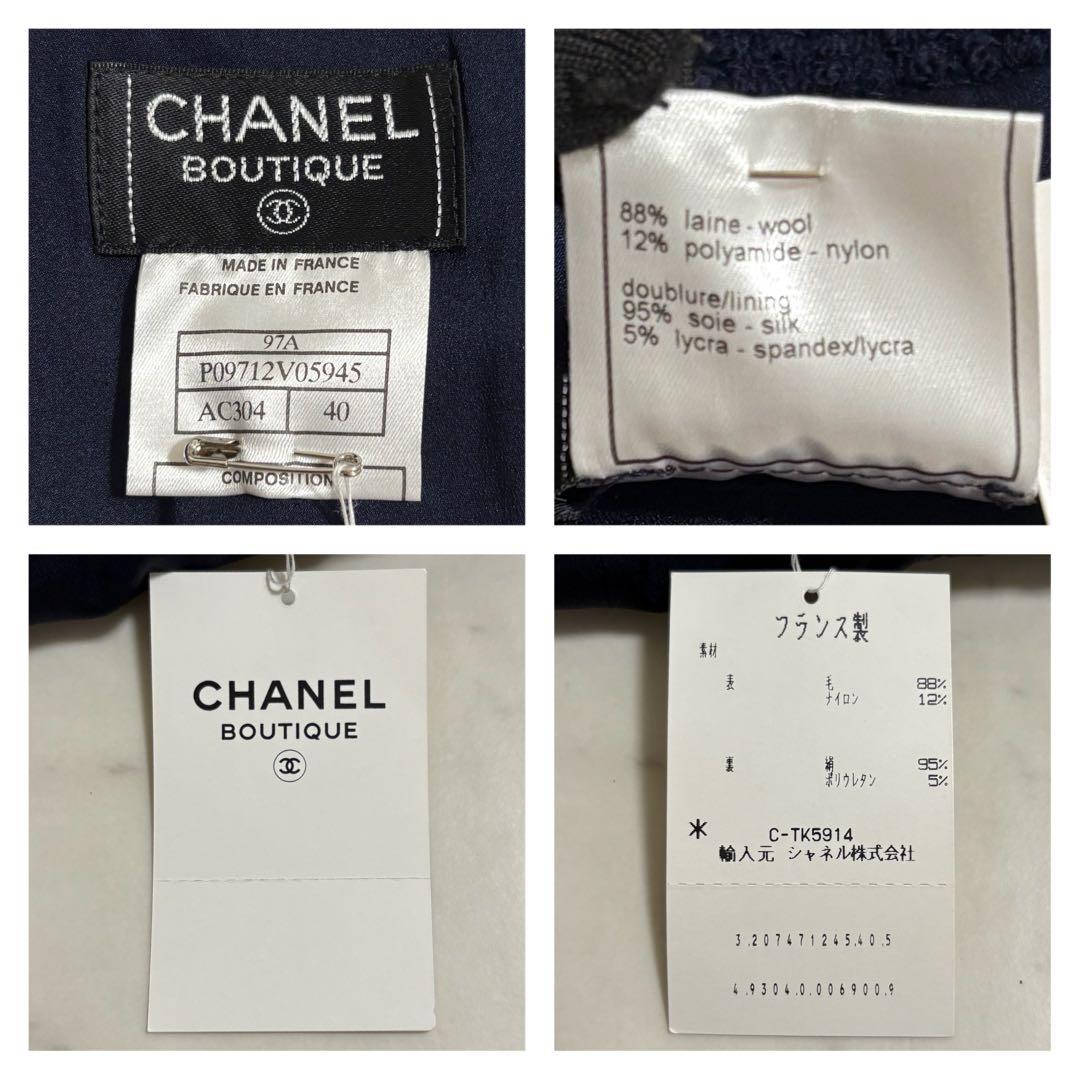 CHANEL
BOUTIQUE
MADE IN FRANCE
FABRIQUE EN FRANCE
97A
P09712V05945
AC304 40
COMPOSITION
88% laine - wool
12% polyamide - nylon
doublure/lining
95% soie - silk
5% lycra - spandex/lycra
CHANEL
BOUTIQUE
フランス製
素材
表 毛 88%
ナイロン 12%
裏 絹 95%
ポリウレタン 5%
* C-TK5914
輸入元 シャネル株式会社
3.207471245.40.5
4.9304.0.006900.9